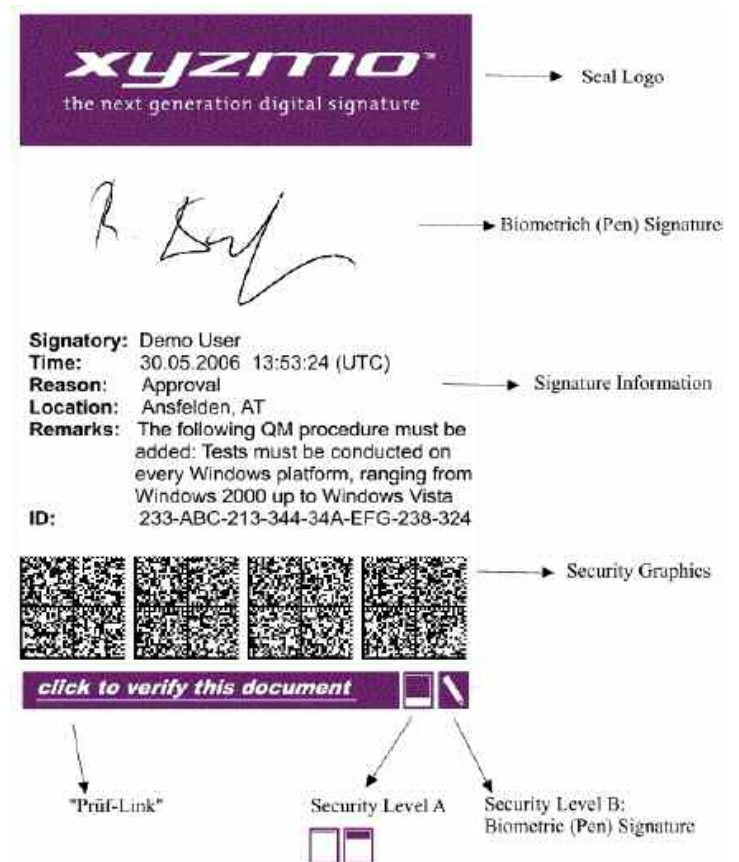 xyzmo™
the next generation digital signature
Seal Logo
R.
Biometrich (Pen) Signature
Signatory: Demo User
Time: 30.05.2006 13:53:24 (UTC)
Reason: Approval
Signature Information
Location: Ansfelden, AT
Remarks: The following QM procedure must be
added: Tests must be conducted on
every Windows platform, ranging from
Windows 2000 up to Windows Vista
ID: 233-ABC-213-344-34A-EFG-238-324
Security Graphics
click to verify this document
"Prüf-Link"
Security Level A
Security Level B:
Biometric (Pen) Signature